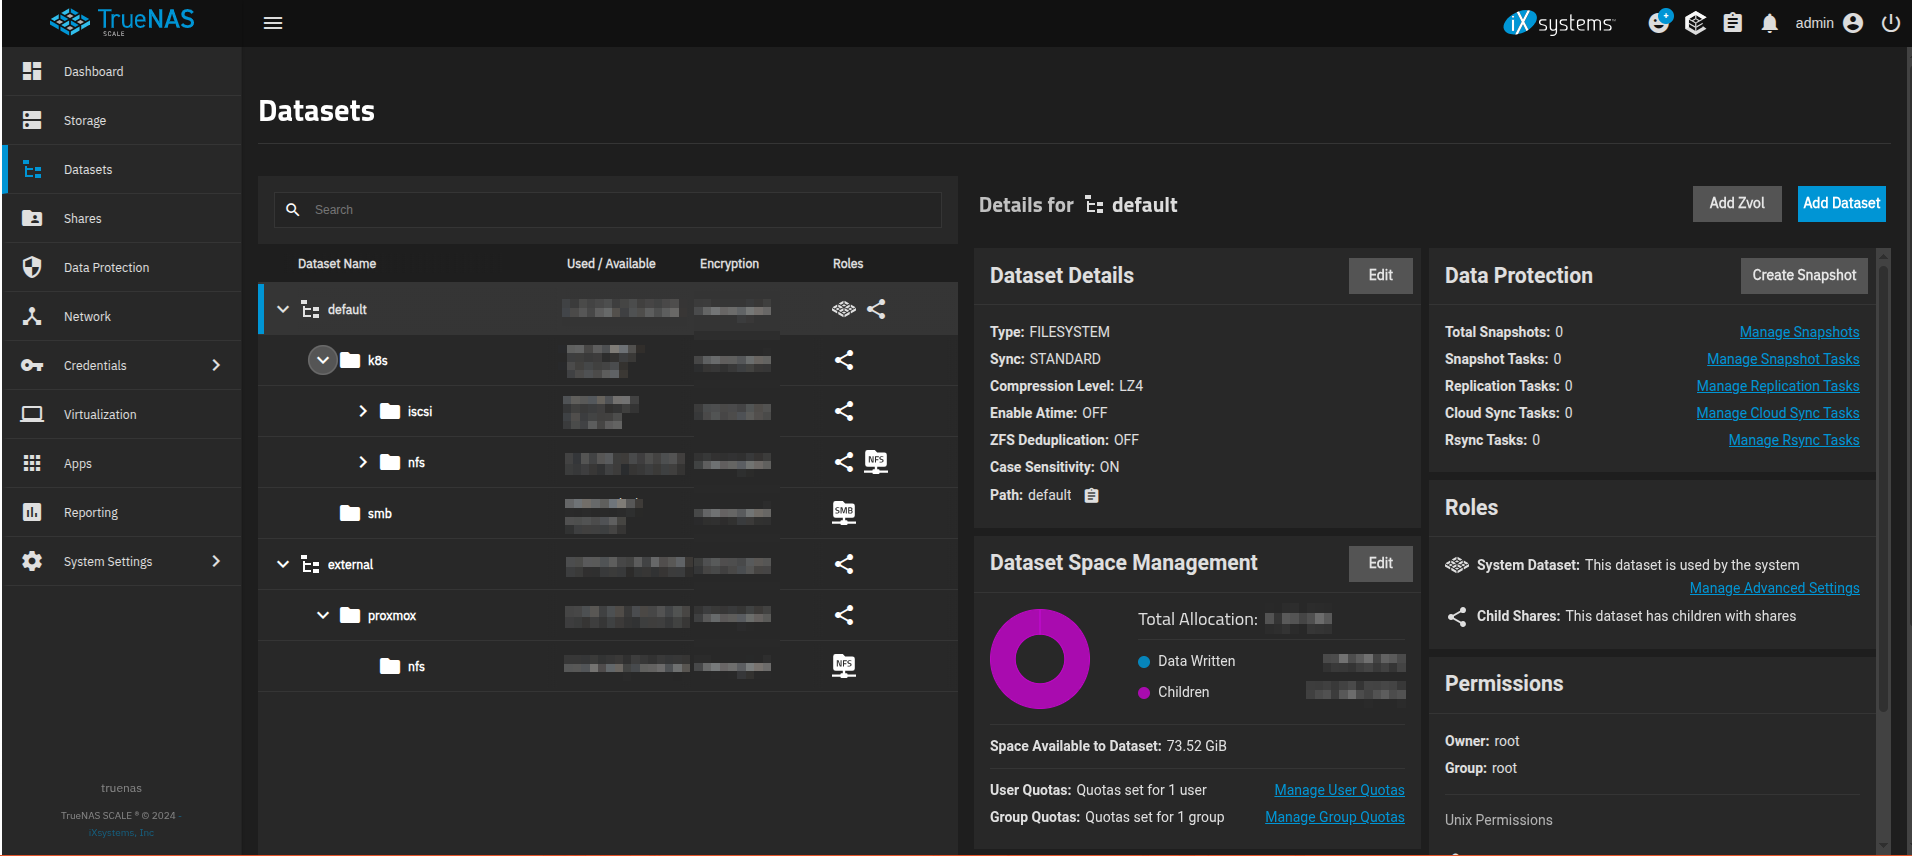 TrueNAS
SCALE
iXsystems
admin
Dashboard
Storage
Datasets
Shares
Data Protection
Network
Credentials
Virtualization
Apps
Reporting
System Settings
truenas
TrueNAS SCALE ® © 2024 -
iXsystems, Inc
Datasets
Search
Dataset Name Used / Available Encryption Roles
default
k8s
iscsi
nfs NFS
smb SMB
external
proxmox
nfs NFS
Details for default
Add Zvol Add Dataset
Dataset Details Edit
Type: FILESYSTEM
Sync: STANDARD
Compression Level: LZ4
Enable Atime: OFF
ZFS Deduplication: OFF
Case Sensitivity: ON
Path: default
Dataset Space Management Edit
Total Allocation:
Data Written
Children
Space Available to Dataset: 73.52 GiB
User Quotas: Quotas set for 1 user Manage User Quotas
Group Quotas: Quotas set for 1 group Manage Group Quotas
Data Protection Create Snapshot
Total Snapshots: 0 Manage Snapshots
Snapshot Tasks: 0 Manage Snapshot Tasks
Replication Tasks: 0 Manage Replication Tasks
Cloud Sync Tasks: 0 Manage Cloud Sync Tasks
Rsync Tasks: 0 Manage Rsync Tasks
Roles
System Dataset: This dataset is used by the system
Manage Advanced Settings
Child Shares: This dataset has children with shares
Permissions
Owner: root
Group: root
Unix Permissions